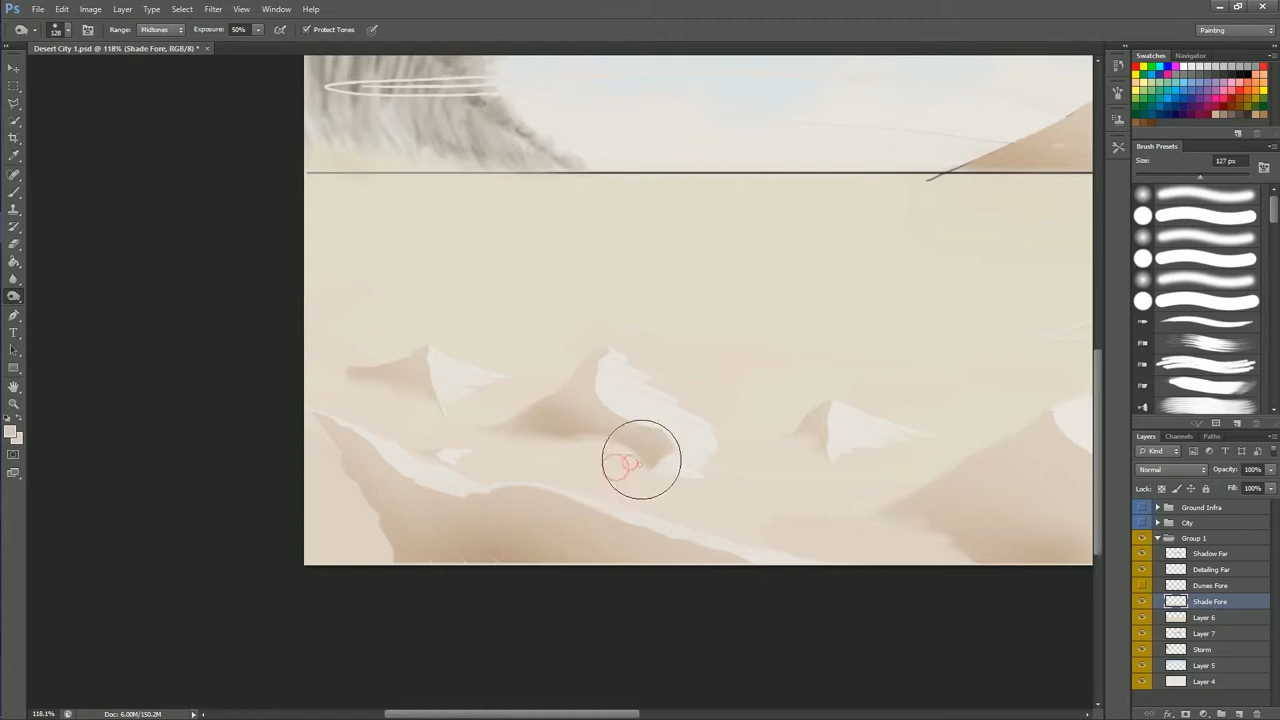 Ps File Edit Image Layer Type Select Filter View Window Help
128 Range: Midtones Exposure: 50% Protect Tones Painting
Desert City 1.psd @ 118% (Shade Fore, RGB/8) * ×
Swatches Navigator
Brush Presets
Size: 127 px
Layers Channels Paths
Kind
Normal Opacity: 100%
Lock: Fill: 100%
Ground Infra
City
Group 1
Shadow Far
Detailing Far
Dunes Fore
Shade Fore
Layer 6
Layer 7
Storm
Layer 5
Layer 4
118.1% Doc: 6.00M/150.2M